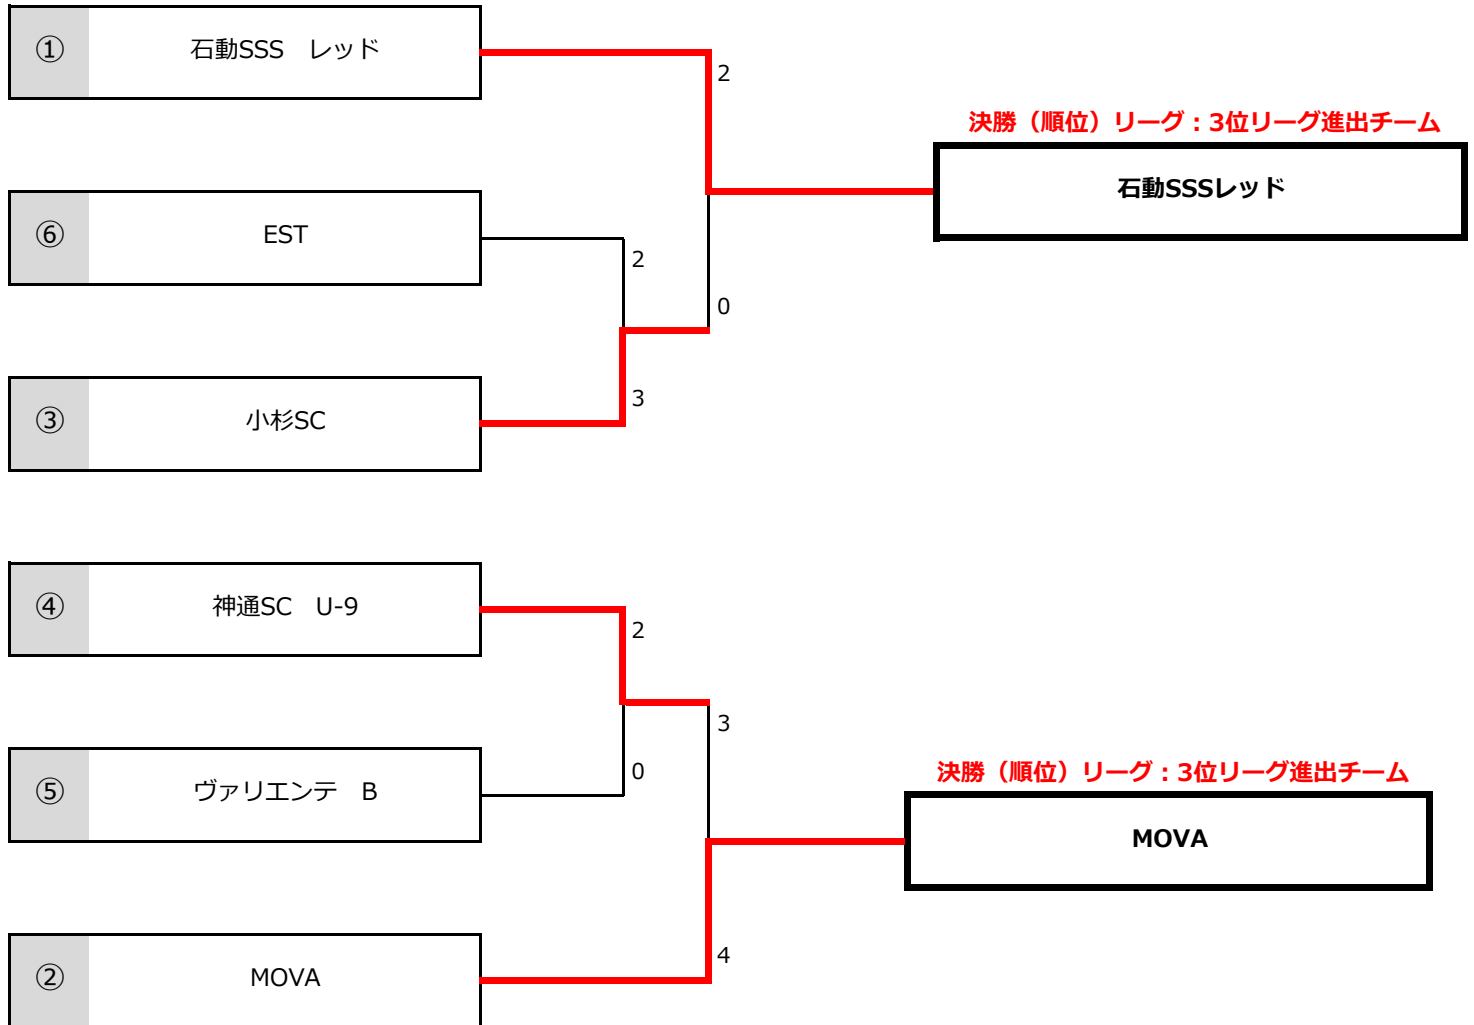 ① 石動SSS　レッド
2
決勝（順位）リーグ：3位リーグ進出チーム
石動SSSレッド
⑥ EST
2
0
3
③ 小杉SC
④ 神通SC　U-9
2
3
0
⑤ ヴァリエンテ　B
決勝（順位）リーグ：3位リーグ進出チーム
MOVA
4
② MOVA